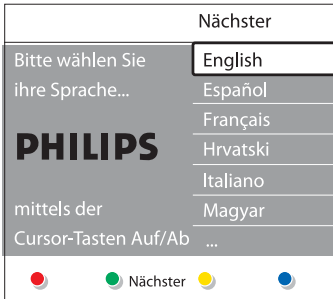 Nächster
Bitte wählen Sie
ihre Sprache...
PHILIPS
mittels der
Cursor-Tasten Auf/Ab
English
Español
Français
Hrvatski
Italiano
Magyar
...
Nächster